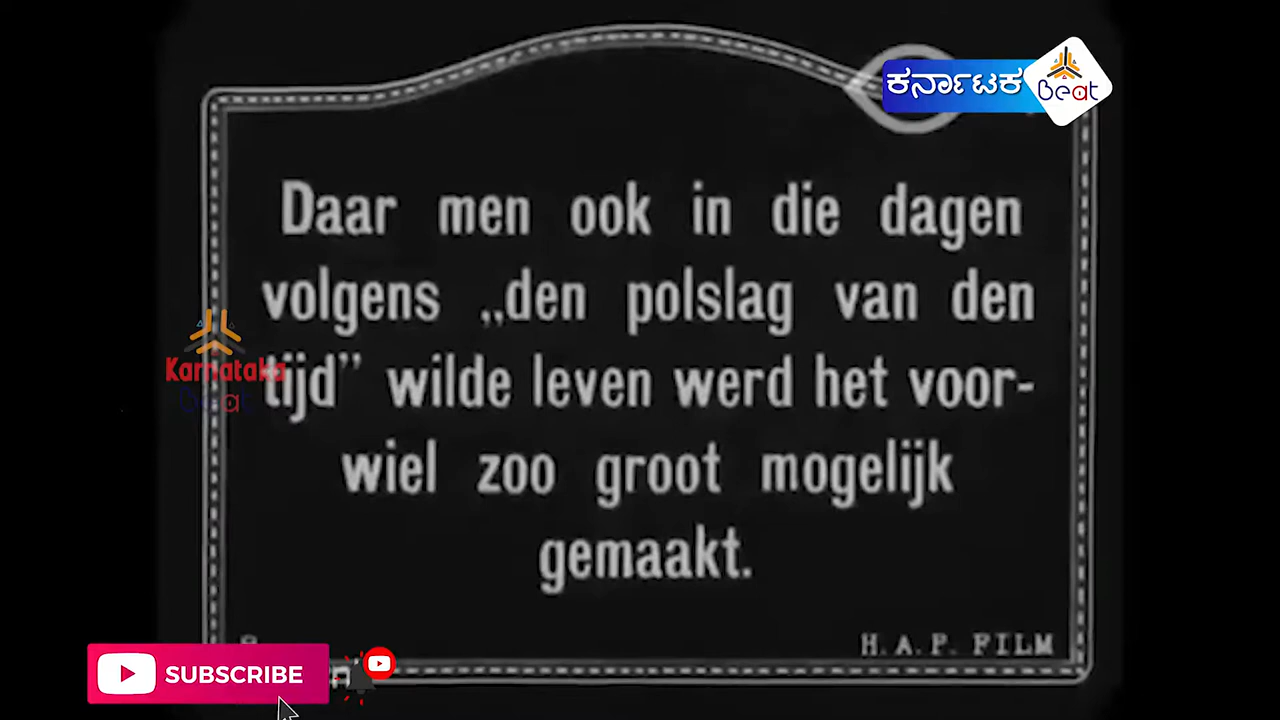 ಕರ್ನಾಟಕ
Beat
Daar men ook in die dagen
volgens „den polslag van den
tijd” wilde leven werd het voor-
wiel zoo groot mogelijk
gemaakt.
Karnataka
Beat
H.A.F. FILM
SUBSCRIBE